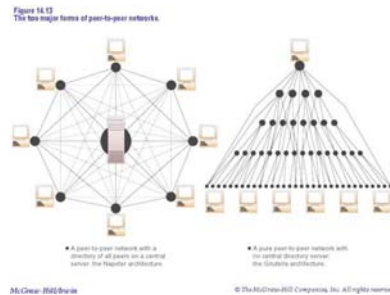 Figure 14.13
The two major forms of peer-to-peer networks.
A peer-to-peer network with a
directory of all peers on a central
server: the Napster architecture.
A pure peer-to-peer network with
no central directory server:
the Gnutella architecture.
McGraw-Hill/Irwin
© The McGraw-Hill Companies, Inc. All rights reserved